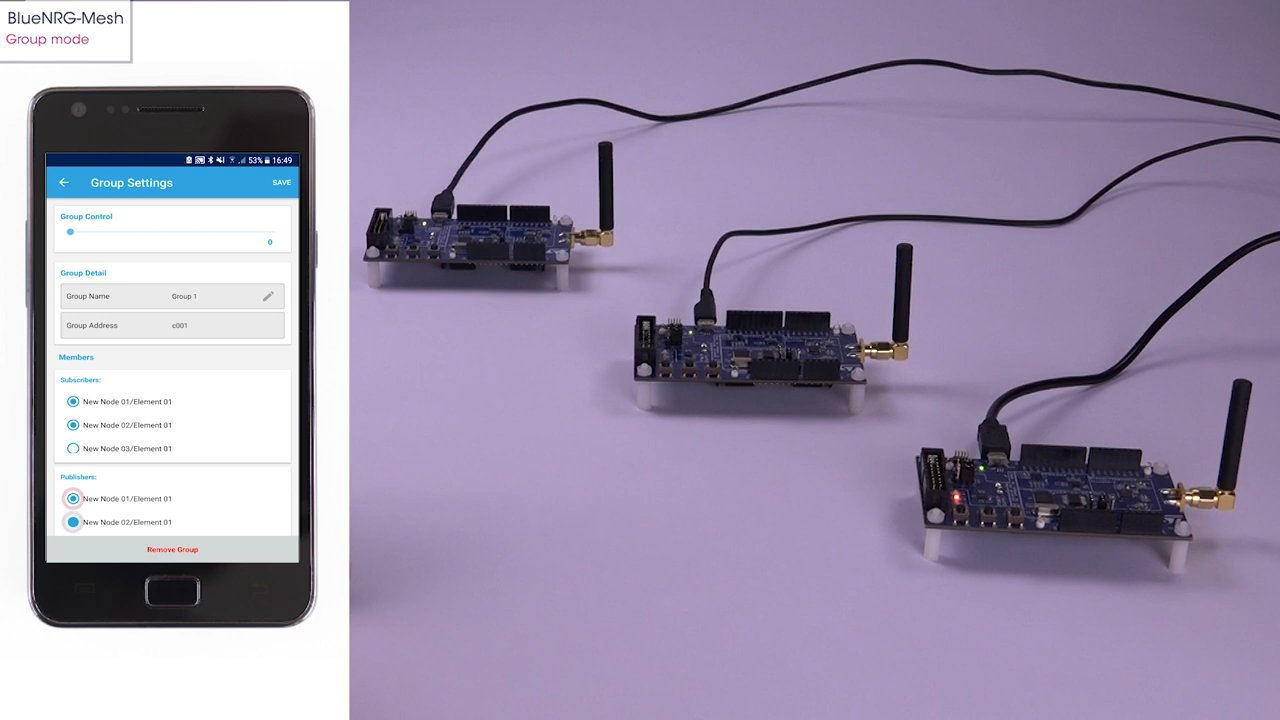 BlueNRG-Mesh
Group mode
53% 16:49
Group Settings
SAVE
Group Control
0
Group Detail
Group Name Group 1
Group Address c001
Members
Subscribers:
New Node 01/Element 01
New Node 02/Element 01
New Node 03/Element 01
Publishers:
New Node 01/Element 01
New Node 02/Element 01
Remove Group